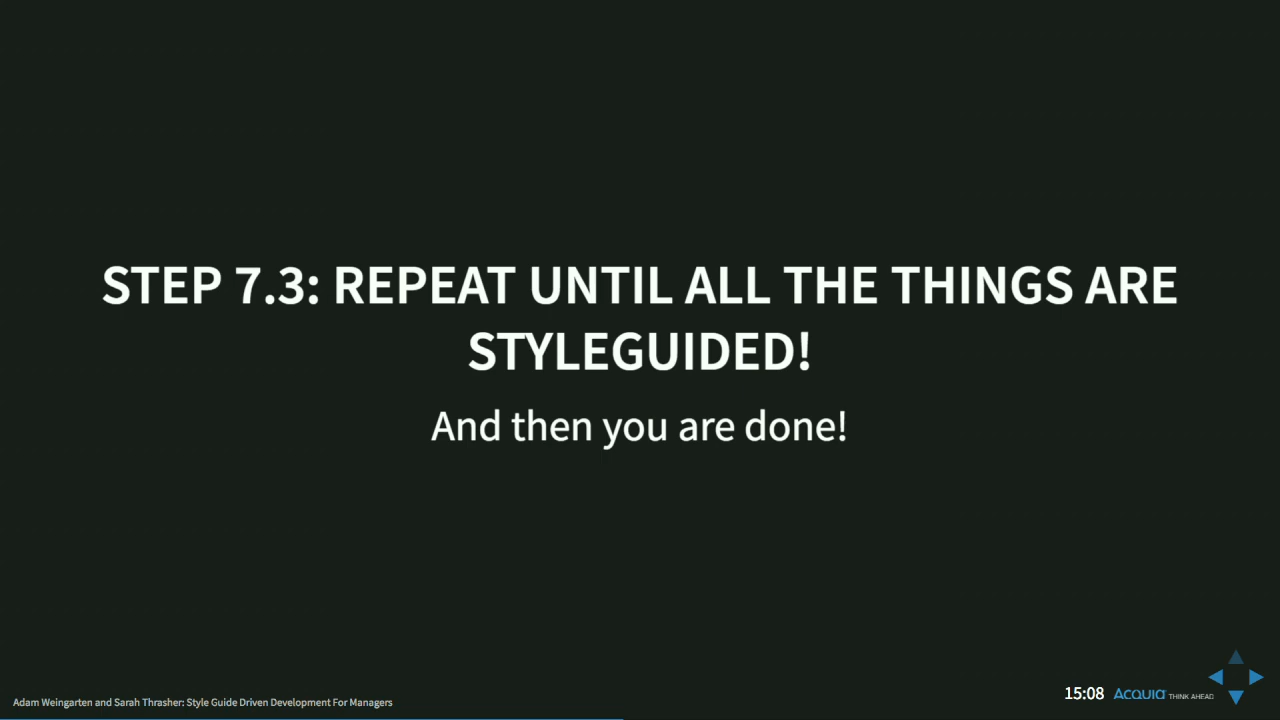 STEP 7.3: REPEAT UNTIL ALL THE THINGS ARE
STYLEGUIDED!
And then you are done!
15:08 Acquia THINK AHEAD
Adam Weingarten and Sarah Thrasher: Style Guide Driven Development For Managers